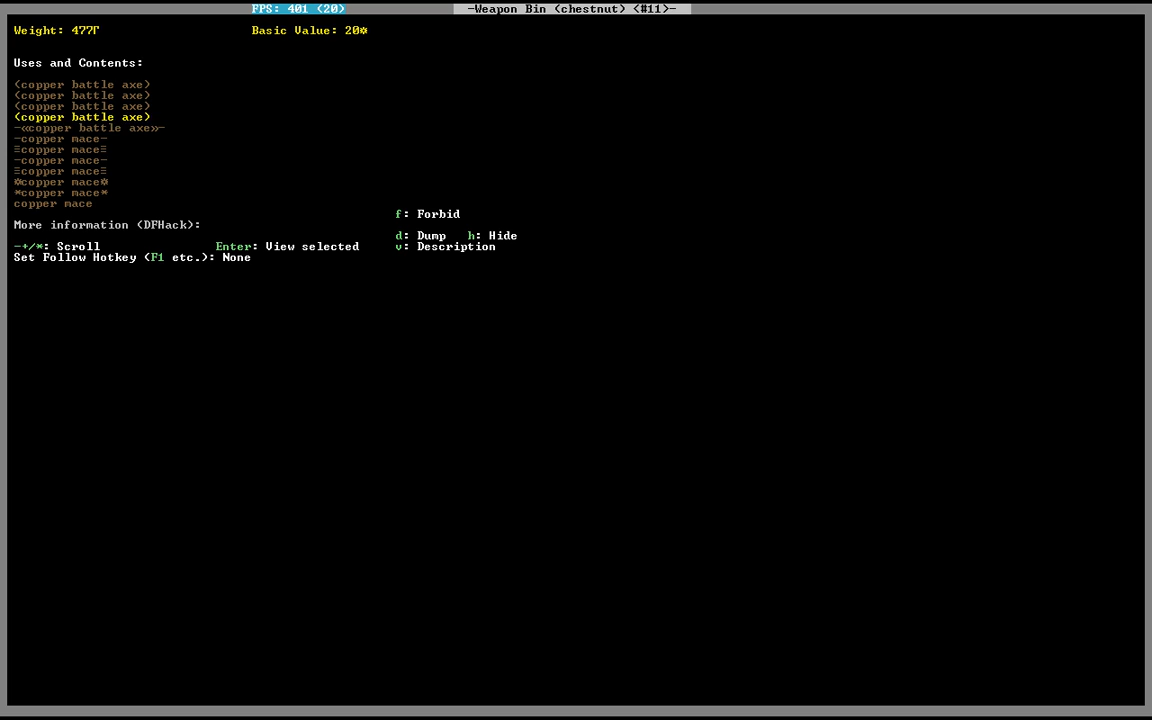 FPS: 401 (20) -Weapon Bin (chestnut) (#11)-
Weight: 477Γ Basic Value: 20☼
Uses and Contents:
(copper battle axe)
(copper battle axe)
(copper battle axe)
(copper battle axe)
-«copper battle axe»-
-copper mace-
≡copper mace≡
-copper mace-
≡copper mace≡
☼copper mace☼
*copper mace*
copper mace
f: Forbid
More information (DFHack):
d: Dump h: Hide
-+/*: Scroll Enter: View selected v: Description
Set Follow Hotkey (F1 etc.): None